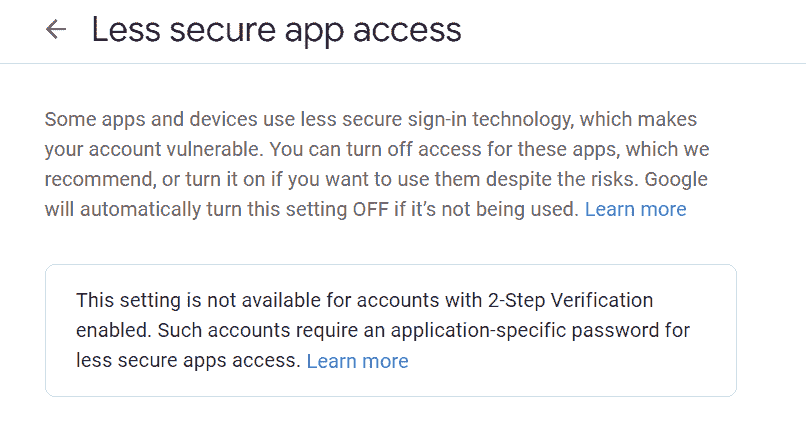 Less secure app access
Some apps and devices use less secure sign-in technology, which makes
your account vulnerable. You can turn off access for these apps, which we
recommend, or turn it on if you want to use them despite the risks. Google
will automatically turn this setting OFF if it’s not being used. Learn more
This setting is not available for accounts with 2-Step Verification
enabled. Such accounts require an application-specific password for
less secure apps access. Learn more